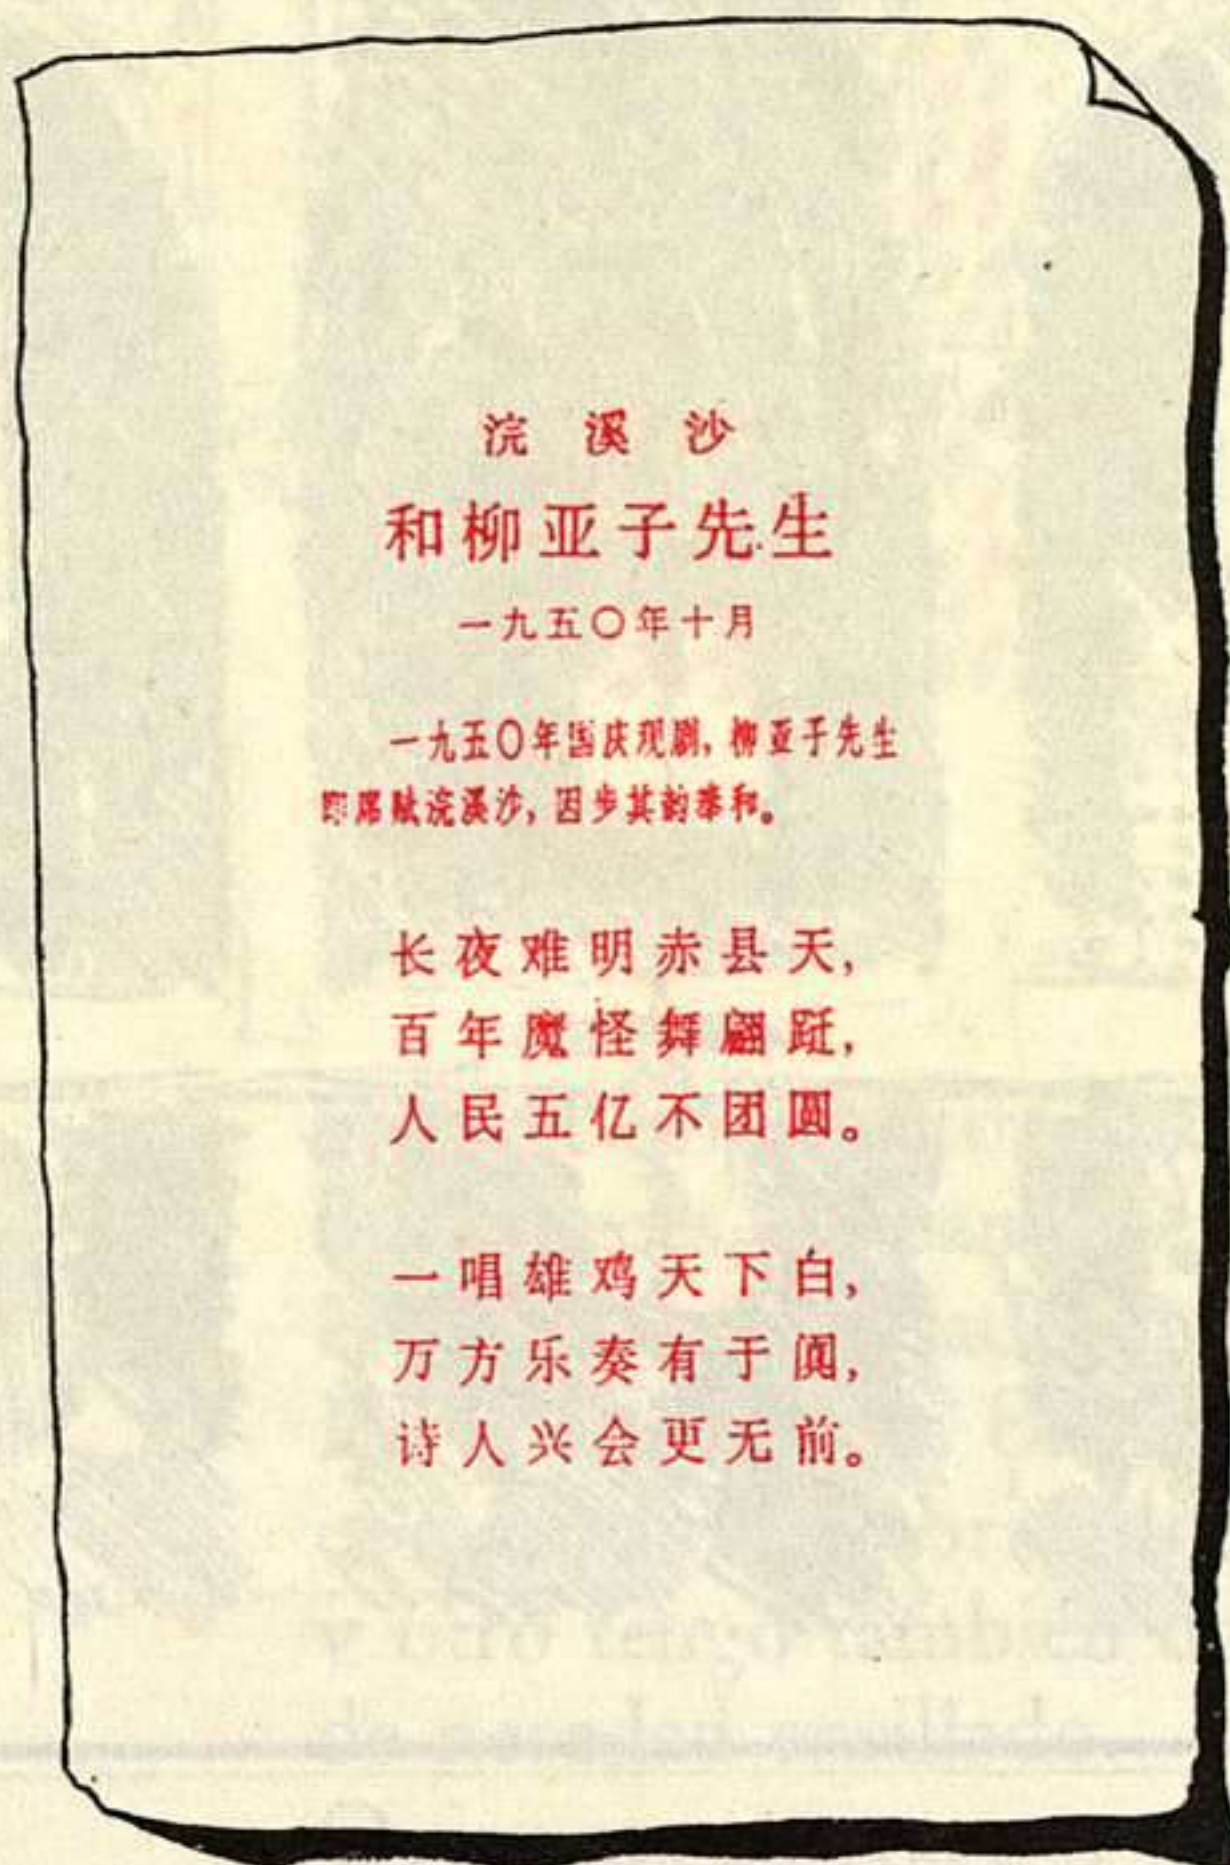 浣溪沙
和柳亚子先生
一九五〇年十月
一九五〇年国庆观剧，柳亚子先生
即席赋浣溪沙，因步其韵奉和。
长夜难明赤县天，
百年魔怪舞翩跹，
人民五亿不团圆。
一唱雄鸡天下白，
万方乐奏有于阗，
诗人兴会更无前。